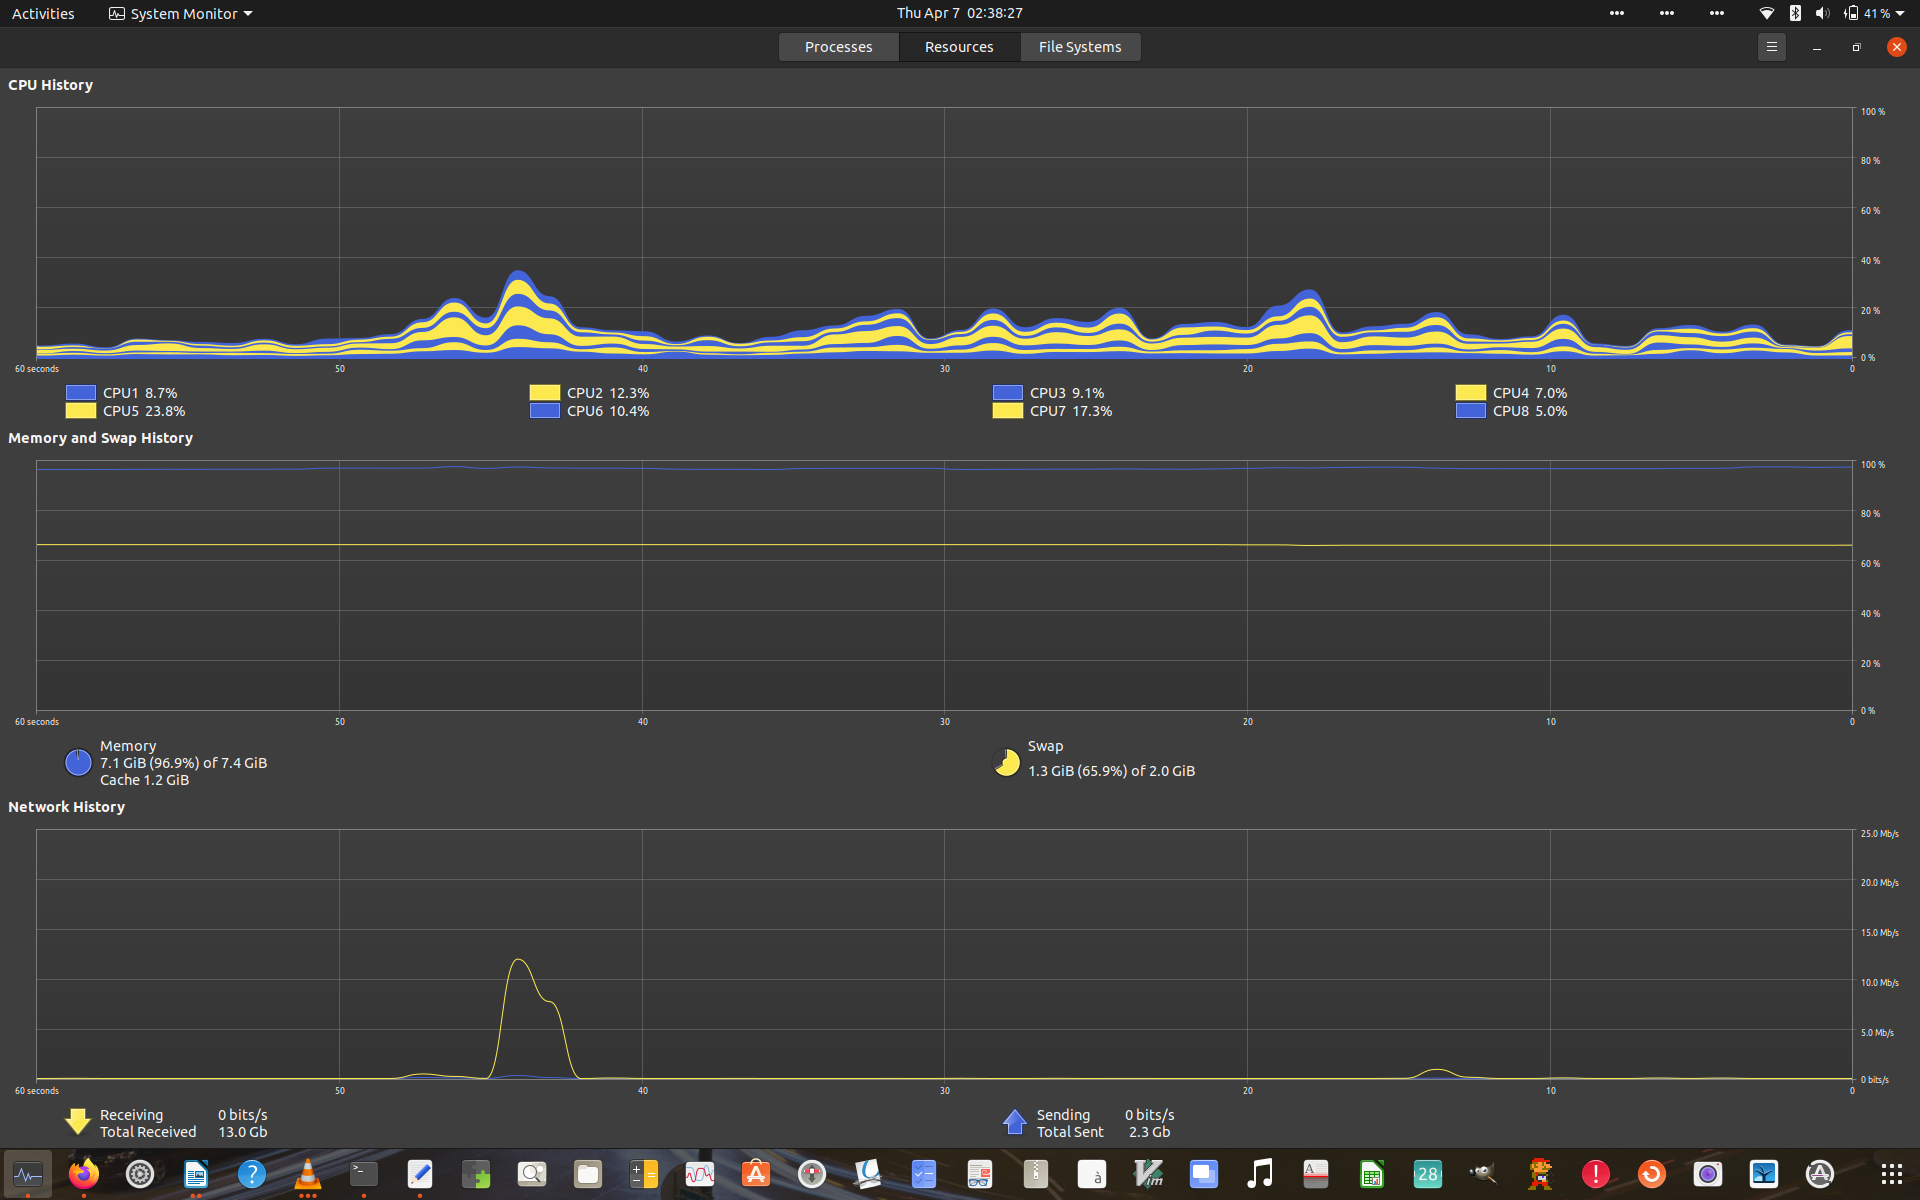 Activities System Monitor Thu Apr 7 02:38:27 41 %
Processes Resources File Systems
CPU History
100 %
80 %
60 %
40 %
20 %
0 %
60 seconds 50 40 30 20 10 0
CPU1 8.7% CPU2 12.3% CPU3 9.1% CPU4 7.0%
CPU5 23.8% CPU6 10.4% CPU7 17.3% CPU8 5.0%
Memory and Swap History
100 %
80 %
60 %
40 %
20 %
0 %
60 seconds 50 40 30 20 10 0
Memory
7.1 GiB (96.9%) of 7.4 GiB
Cache 1.2 GiB
Swap
1.3 GiB (65.9%) of 2.0 GiB
Network History
25.0 Mb/s
20.0 Mb/s
15.0 Mb/s
10.0 Mb/s
5.0 Mb/s
0 bits/s
60 seconds 50 40 30 20 10 0
Receiving 0 bits/s
Total Received 13.0 Gb
Sending 0 bits/s
Total Sent 2.3 Gb
à Vim A 28